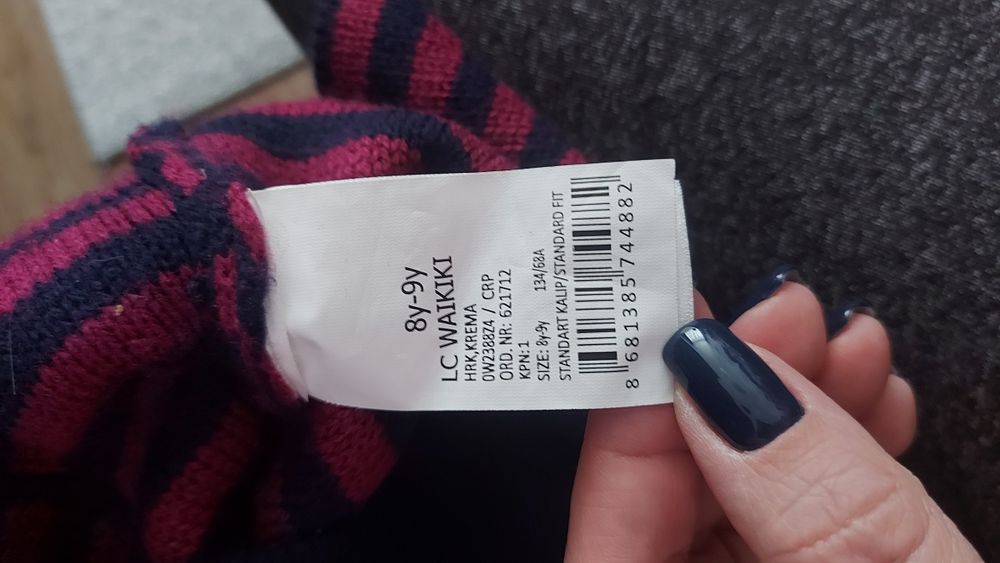 8y-9y
LC WAIKIKI
HRK,KREMA
0W2388Z4 / CRP
ORD. NR: 621712
KPN: 1
SIZE: 8y-9y 134/68A
STANDART KALIP/STANDARD FIT
8 681385 744882